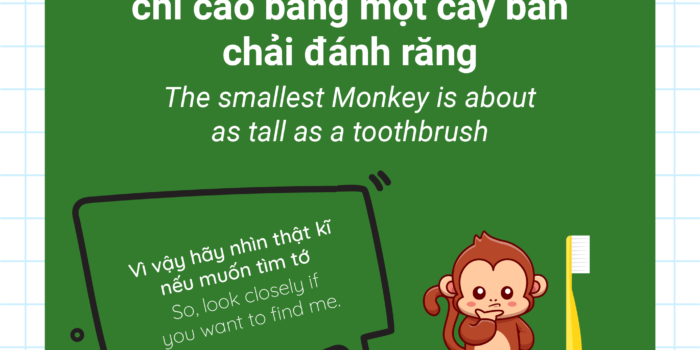 chỉ cao bằng một cây bàn
chải đánh răng
The smallest Monkey is about
as tall as a toothbrush
Vì vậy hãy nhìn thật kĩ
nếu muốn tìm tớ
So, look closely if
you want to find me.